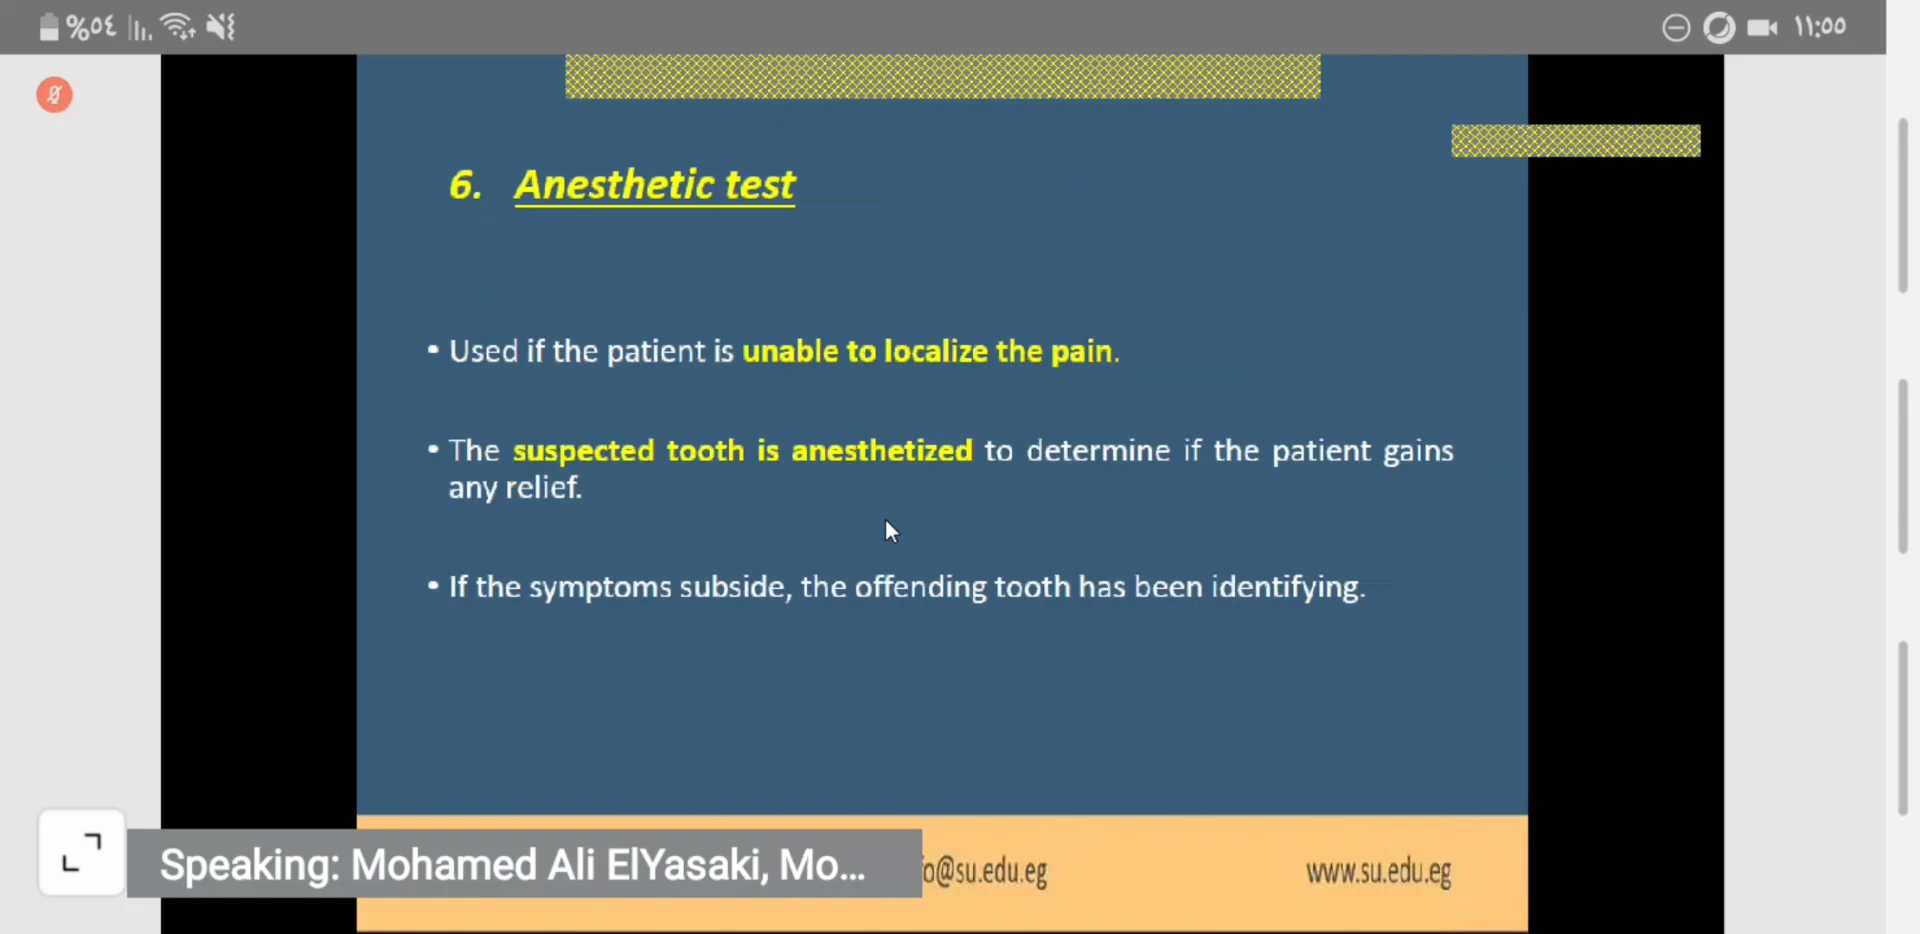 %٥٤
١١:٥٥
6. Anesthetic test
• Used if the patient is unable to localize the pain.
• The suspected tooth is anesthetized to determine if the patient gains
any relief.
• If the symptoms subside, the offending tooth has been identifying.
Speaking: Mohamed Ali ElYasaki, Mo...
fo@su.edu.eg
www.su.edu.eg